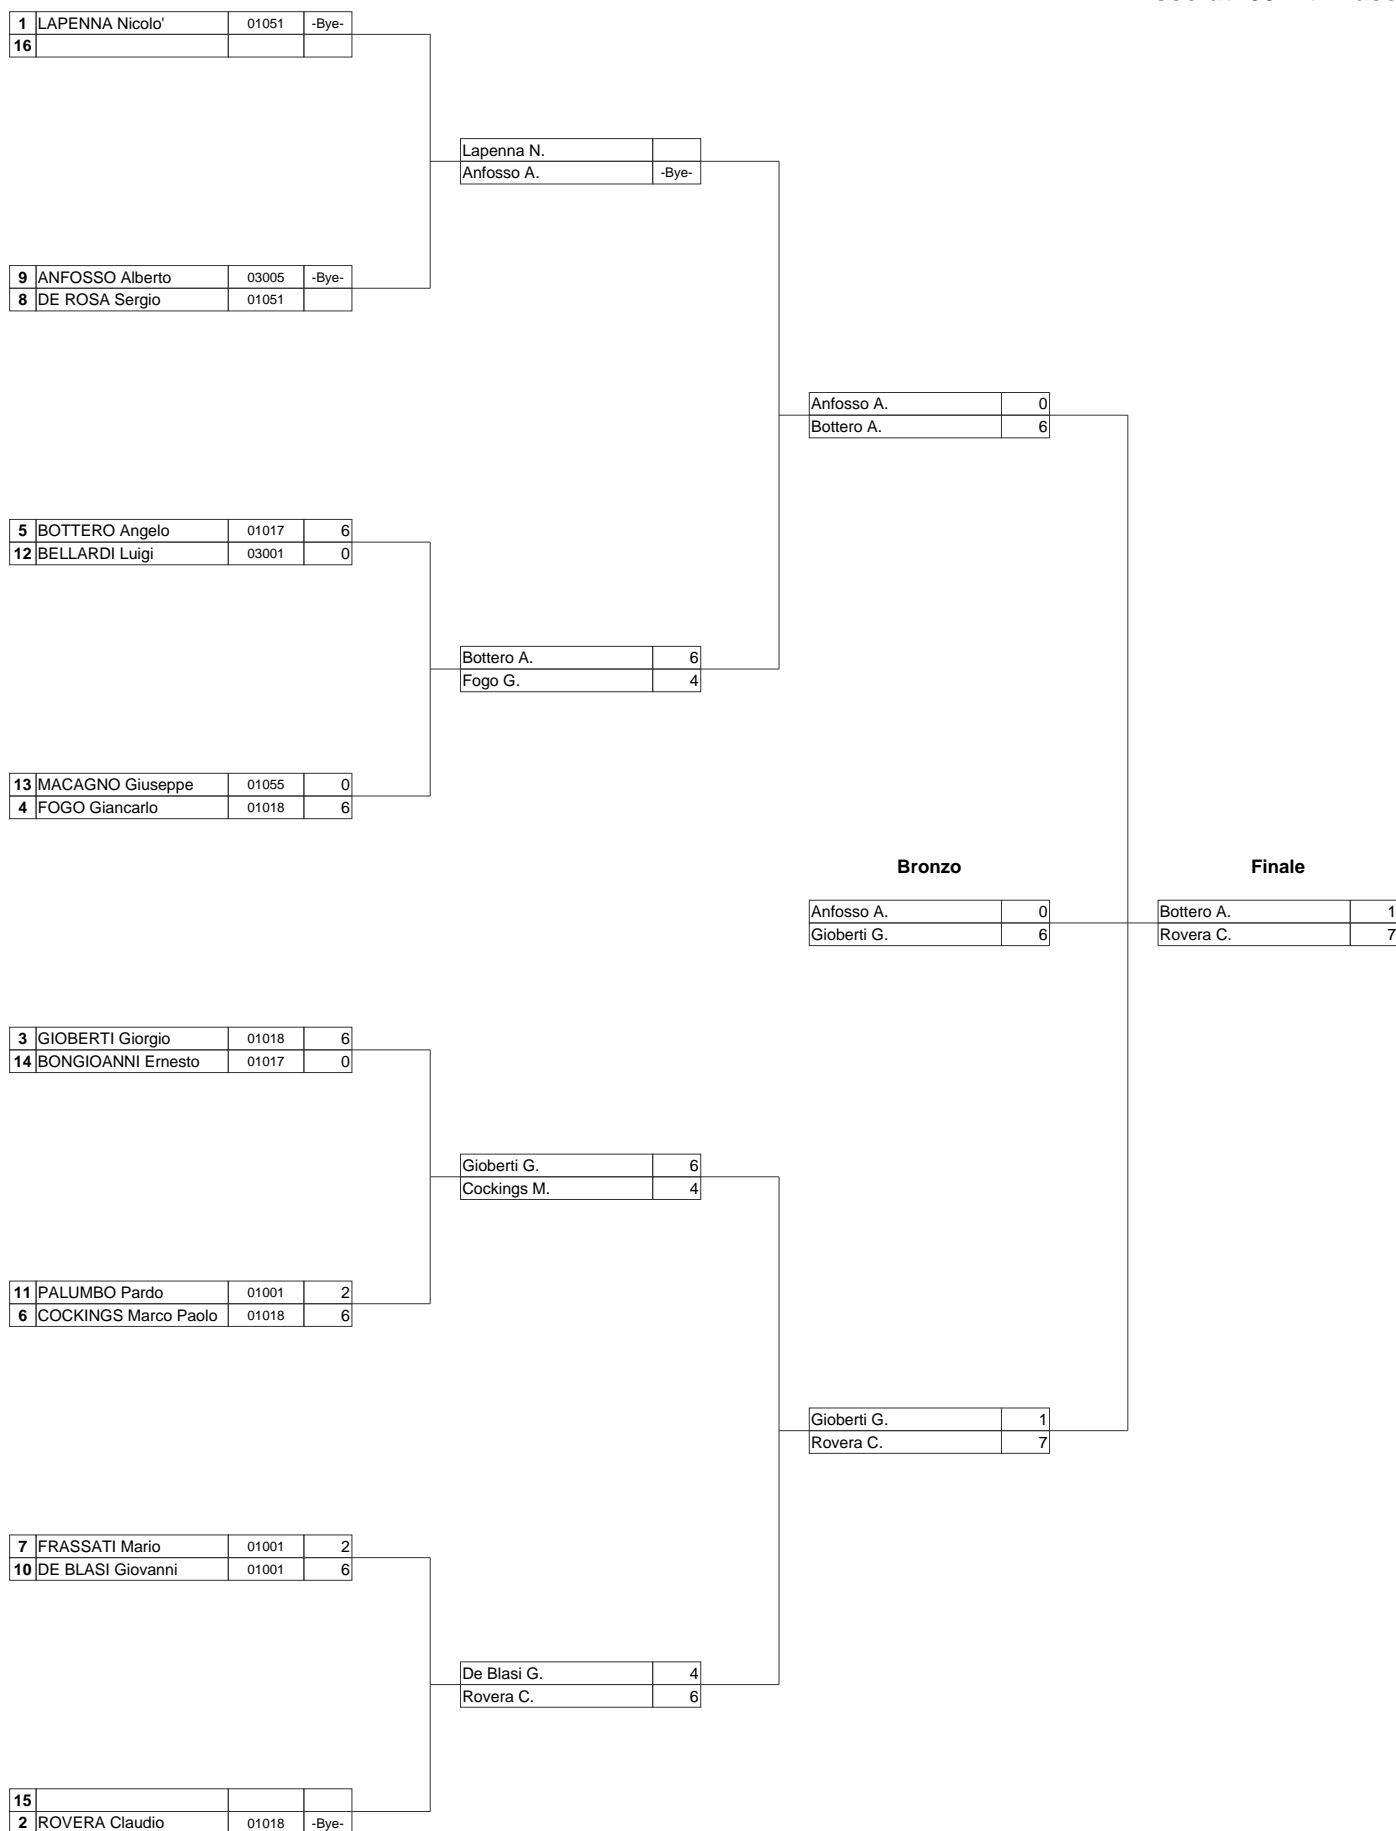 1 LAPENNA Nicolo' 01051 -Bye-
16
Lapenna N.
Anfosso A. -Bye-
9 ANFOSSO Alberto 03005 -Bye-
8 DE ROSA Sergio 01051
Anfosso A. 0
Bottero A. 6
5 BOTTERO Angelo 01017 6
12 BELLARDI Luigi 03001 0
Bottero A. 6
Fogo G. 4
13 MACAGNO Giuseppe 01055 0
4 FOGO Giancarlo 01018 6
Bronzo Finale
Anfosso A. 0 Bottero A. 1
Gioberti G. 6 Rovera C. 7
3 GIOBERTI Giorgio 01018 6
14 BONGIOANNI Ernesto 01017 0
Gioberti G. 6
Cockings M. 4
11 PALUMBO Pardo 01001 2
6 COCKINGS Marco Paolo 01018 6
Gioberti G. 1
Rovera C. 7
7 FRASSATI Mario 01001 2
10 DE BLASI Giovanni 01001 6
De Blasi G. 4
Rovera C. 6
15
2 ROVERA Claudio 01018 -Bye-